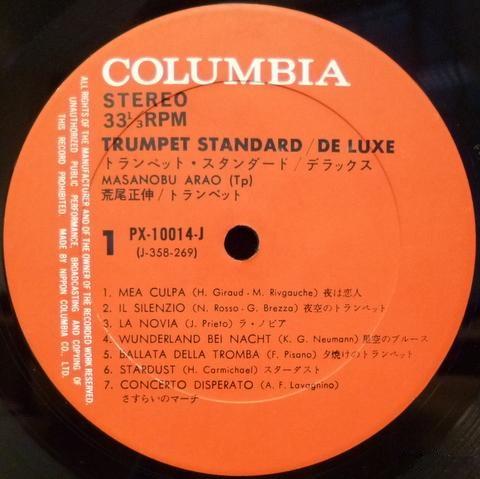 COLUMBIA
STEREO
33 1/3 RPM
TRUMPET STANDARD/DE LUXE
トランペット・スタンダード/デラックス
MASANOBU ARAO (Tp)
荒尾正伸/トランペット
1
PX-10014-J
(J-358-269)
1. MEA CULPA (H. Giraud - M. Rivgauche) 夜は恋人
2. IL SILENZIO (N. Rosso - G. Brezza) 夜空のトランペット
3. LA NOVIA (J. Prieto) ラ・ノビア
4. WUNDERLAND BEI NACHT (K. G. Neumann) 星空のブルース
5. BALLATA DELLA TROMBA (F. Pisano) 夕焼けのトランペット
6. STARDUST (H. Carmichael) スターダスト
7. CONCERTO DISPERATO (A. F. Lavagnino)
さすらいのマーチ
ALL RIGHTS OF THE MANUFACTURER AND OF THE OWNER OF THE RECORDED WORK RESERVED.
UNAUTHORIZED PUBLIC PERFORMANCE, BROADCASTING AND COPYING OF
THIS RECORD PROHIBITED. MADE BY NIPPON COLUMBIA CO., LTD.